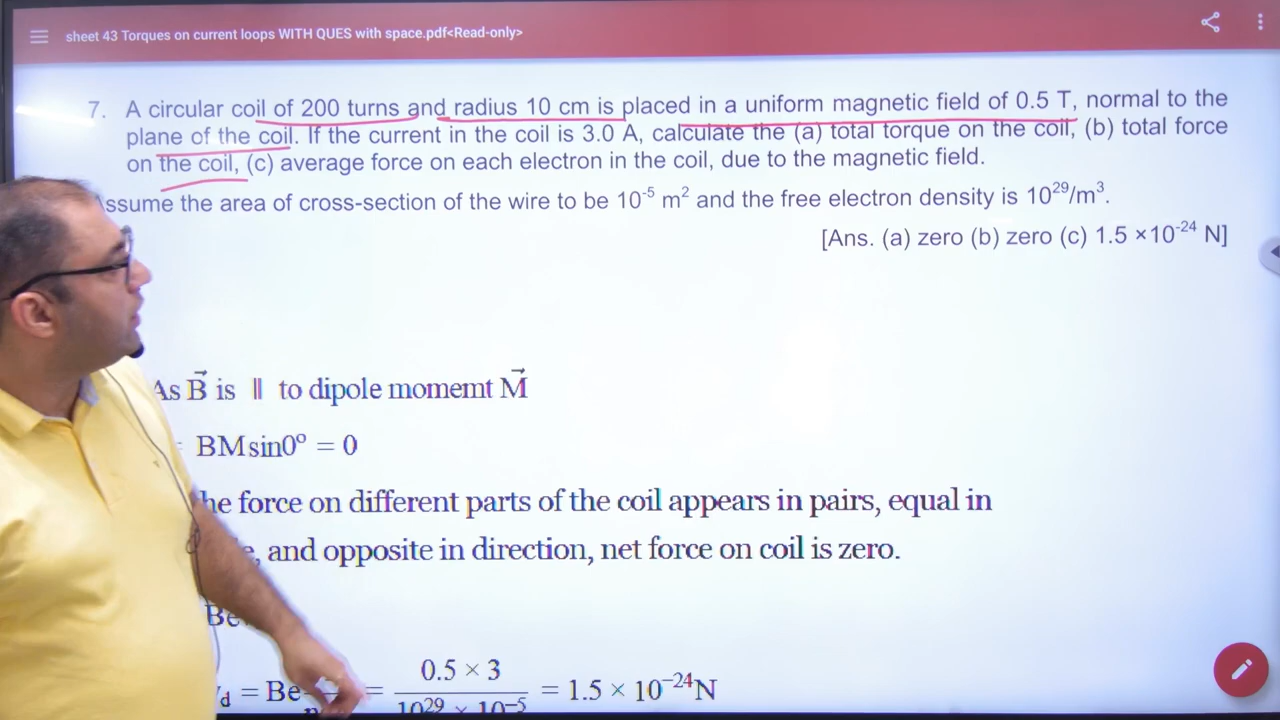 sheet 43 Torques on current loops WITH QUES with space.pdf<Read-only>
7. A circular coil of 200 turns and radius 10 cm is placed in a uniform magnetic field of 0.5 T, normal to the
plane of the coil. If the current in the coil is 3.0 A, calculate the (a) total torque on the coil, (b) total force
on the coil, (c) average force on each electron in the coil, due to the magnetic field.
ssume the area of cross-section of the wire to be 10⁻⁵ m² and the free electron density is 10²⁹/m³.
[Ans. (a) zero (b) zero (c) 1.5 ×10⁻²⁴ N]
As B⃗ is || to dipole momemt M⃗
= BM sin0° = 0
he force on different parts of the coil appears in pairs, equal in
, and opposite in direction, net force on coil is zero.
Be
d = Be = 0.5 × 3 / 10²⁹ × 10⁻⁵ = 1.5 × 10⁻²⁴ N